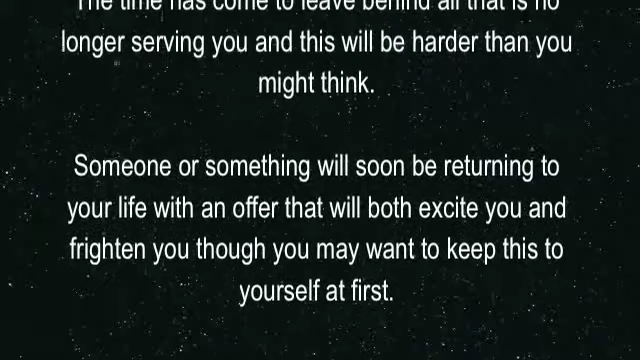 The time has come to leave behind all that is no
longer serving you and this will be harder than you
might think.
Someone or something will soon be returning to
your life with an offer that will both excite you and
frighten you though you may want to keep this to
yourself at first.